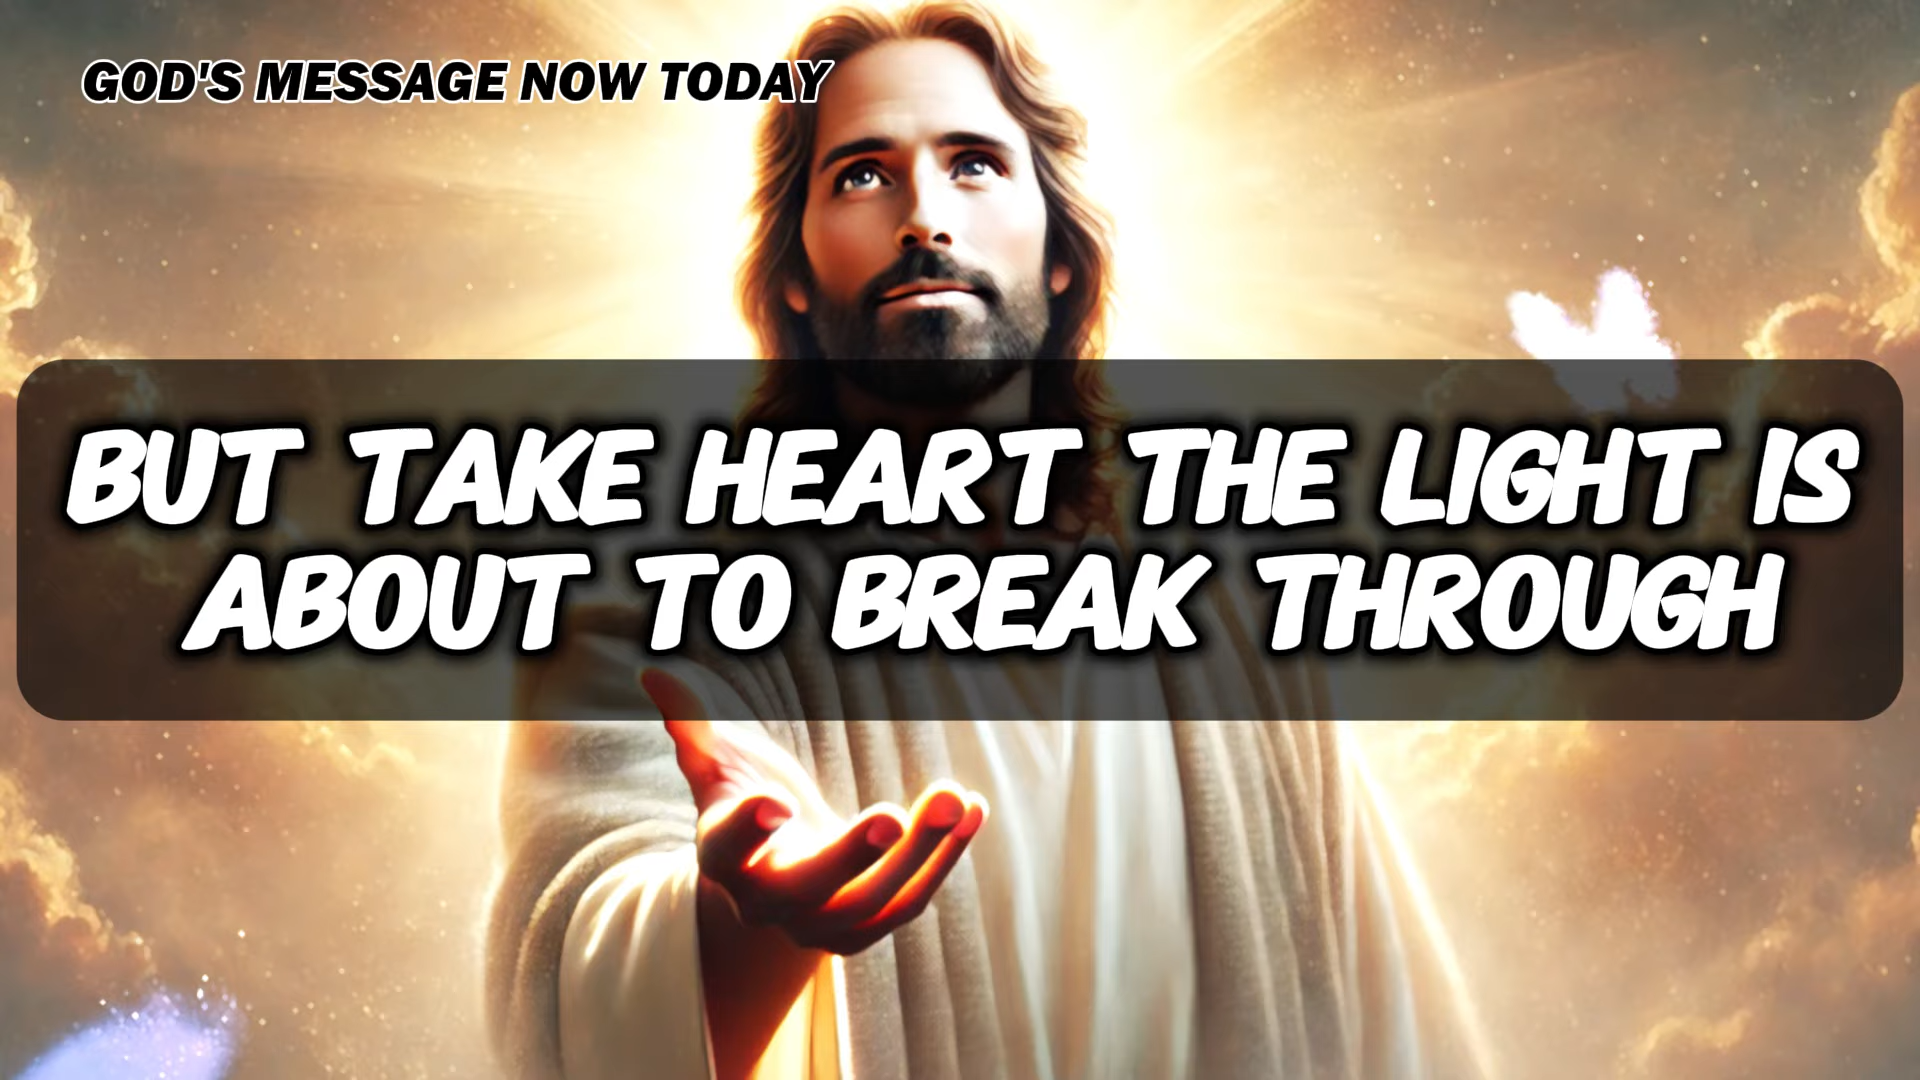 GOD'S MESSAGE NOW TODAY
BUT TAKE HEART THE LIGHT IS
ABOUT TO BREAK THROUGH